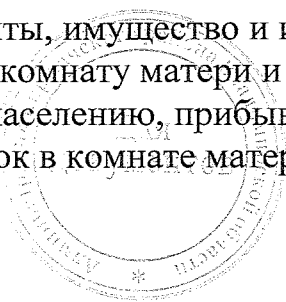 ты, имущество и и
комнату матери и
населению, прибыв
ок в комнате матер